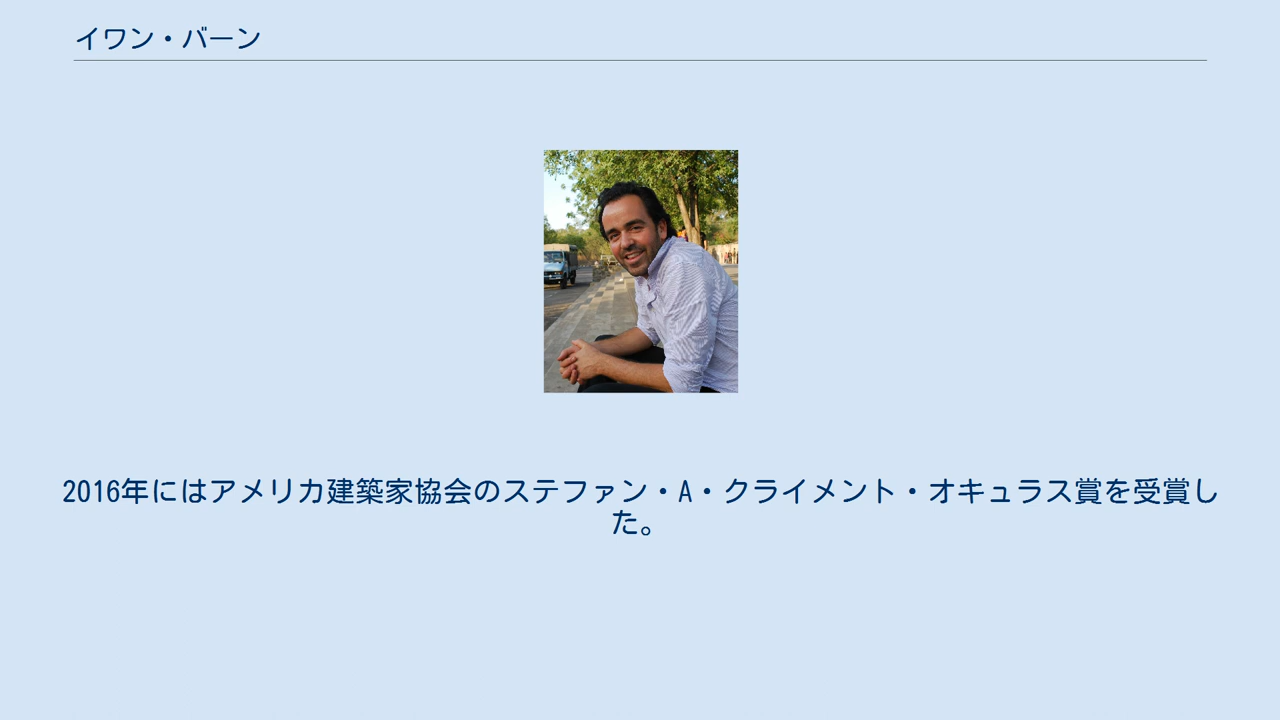 イワン・バーン
2016年にはアメリカ建築家協会のステファン・A・クライメント・オキュラス賞を受賞し
た。